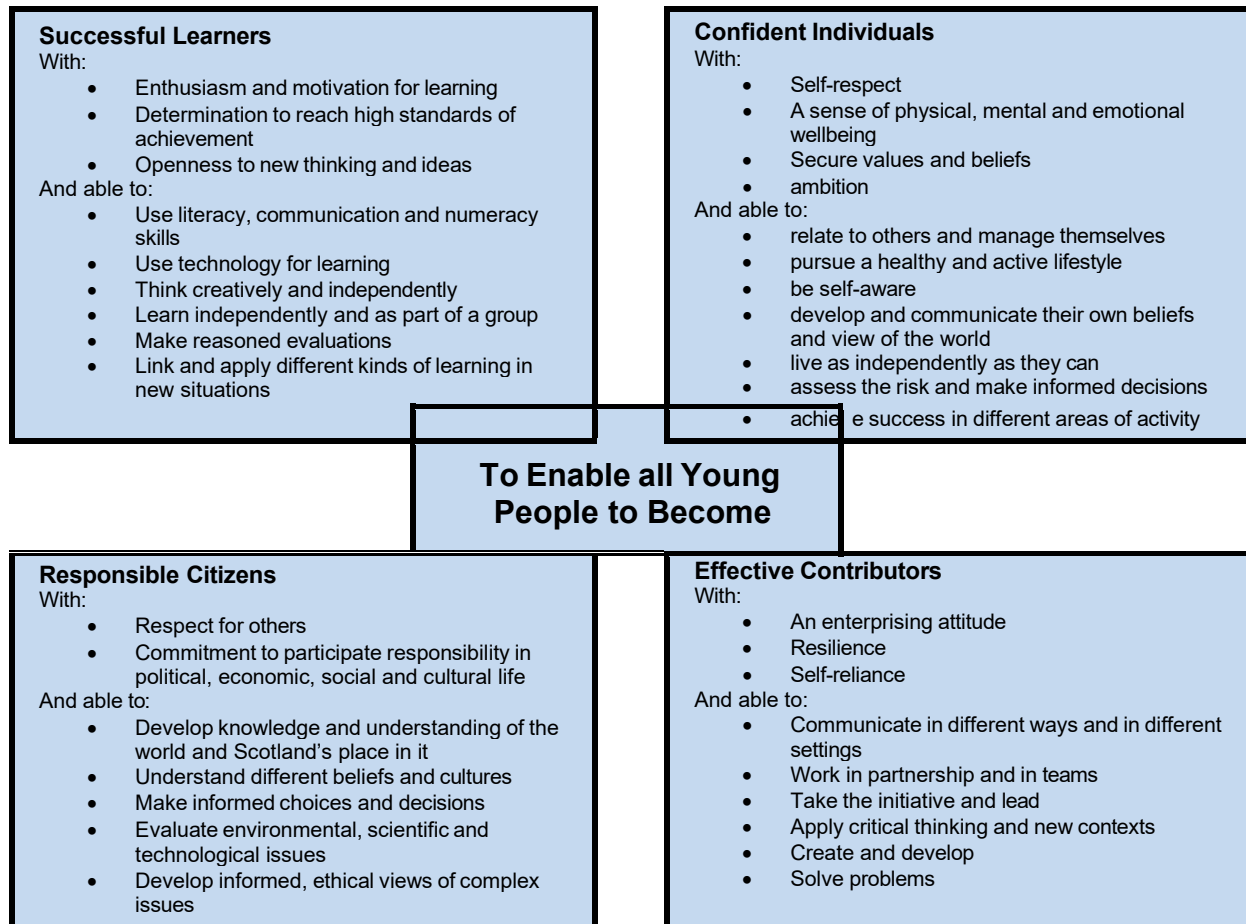 Successful Learners
With:
• Enthusiasm and motivation for learning
• Determination to reach high standards of
achievement
• Openness to new thinking and ideas
And able to:
• Use literacy, communication and numeracy
skills
• Use technology for learning
• Think creatively and independently
• Learn independently and as part of a group
• Make reasoned evaluations
• Link and apply different kinds of learning in
new situations
Confident Individuals
With:
• Self-respect
• A sense of physical, mental and emotional
wellbeing
• Secure values and beliefs
• ambition
And able to:
• relate to others and manage themselves
• pursue a healthy and active lifestyle
• be self-aware
• develop and communicate their own beliefs
and view of the world
• live as independently as they can
• assess the risk and make informed decisions
• achie e success in different areas of activity
To Enable all Young
People to Become
Responsible Citizens
With:
• Respect for others
• Commitment to participate responsibility in
political, economic, social and cultural life
And able to:
• Develop knowledge and understanding of the
world and Scotland’s place in it
• Understand different beliefs and cultures
• Make informed choices and decisions
• Evaluate environmental, scientific and
technological issues
• Develop informed, ethical views of complex
issues
Effective Contributors
With:
• An enterprising attitude
• Resilience
• Self-reliance
And able to:
• Communicate in different ways and in different
settings
• Work in partnership and in teams
• Take the initiative and lead
• Apply critical thinking and new contexts
• Create and develop
• Solve problems